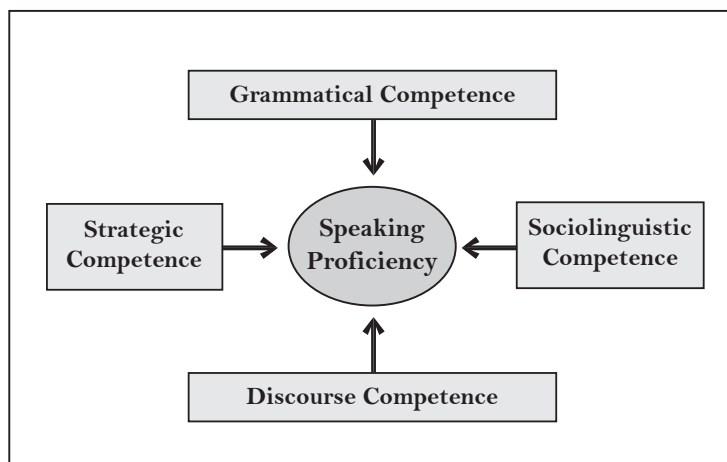 Grammatical Competence
Strategic
Competence
Speaking
Proficiency
Sociolinguistic
Competence
Discourse Competence